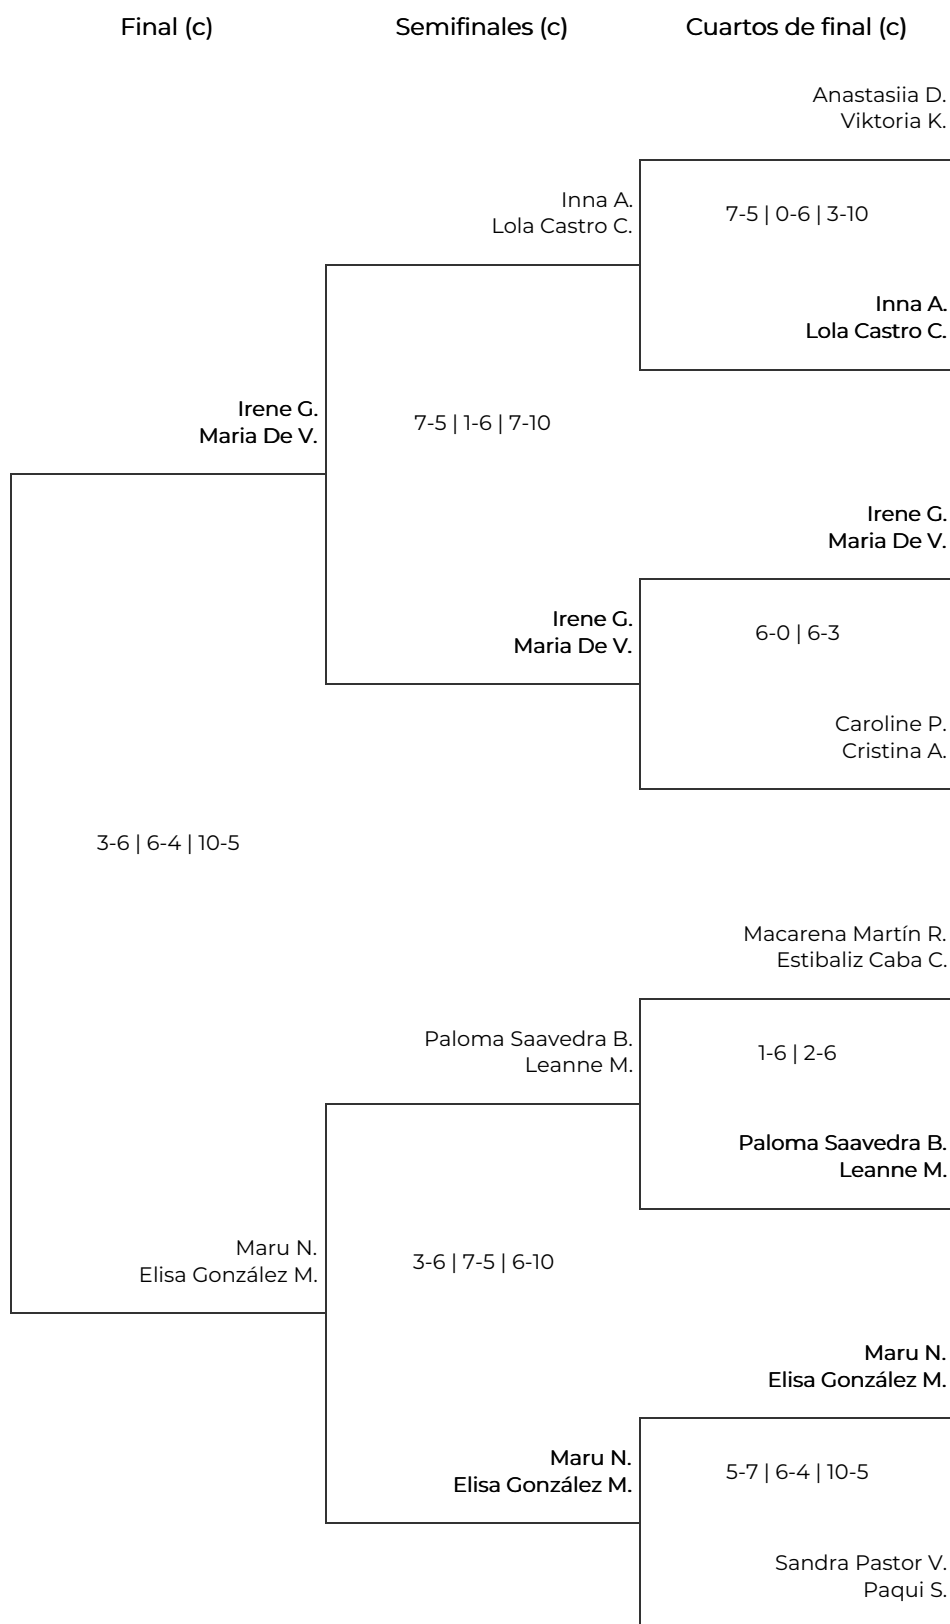 Final (c)
Semifinales (c)
Cuartos de final (c)
Anastasiia D.
Viktoria K.
Inna A.
Lola Castro C.
7-5 | 0-6 | 3-10
Inna A.
Lola Castro C.
Irene G.
Maria De V.
7-5 | 1-6 | 7-10
Irene G.
Maria De V.
Irene G.
Maria De V.
6-0 | 6-3
Caroline P.
Cristina A.
3-6 | 6-4 | 10-5
Macarena Martín R.
Estibaliz Caba C.
Paloma Saavedra B.
Leanne M.
1-6 | 2-6
Paloma Saavedra B.
Leanne M.
Maru N.
Elisa González M.
3-6 | 7-5 | 6-10
Maru N.
Elisa González M.
Maru N.
Elisa González M.
5-7 | 6-4 | 10-5
Sandra Pastor V.
Paqui S.